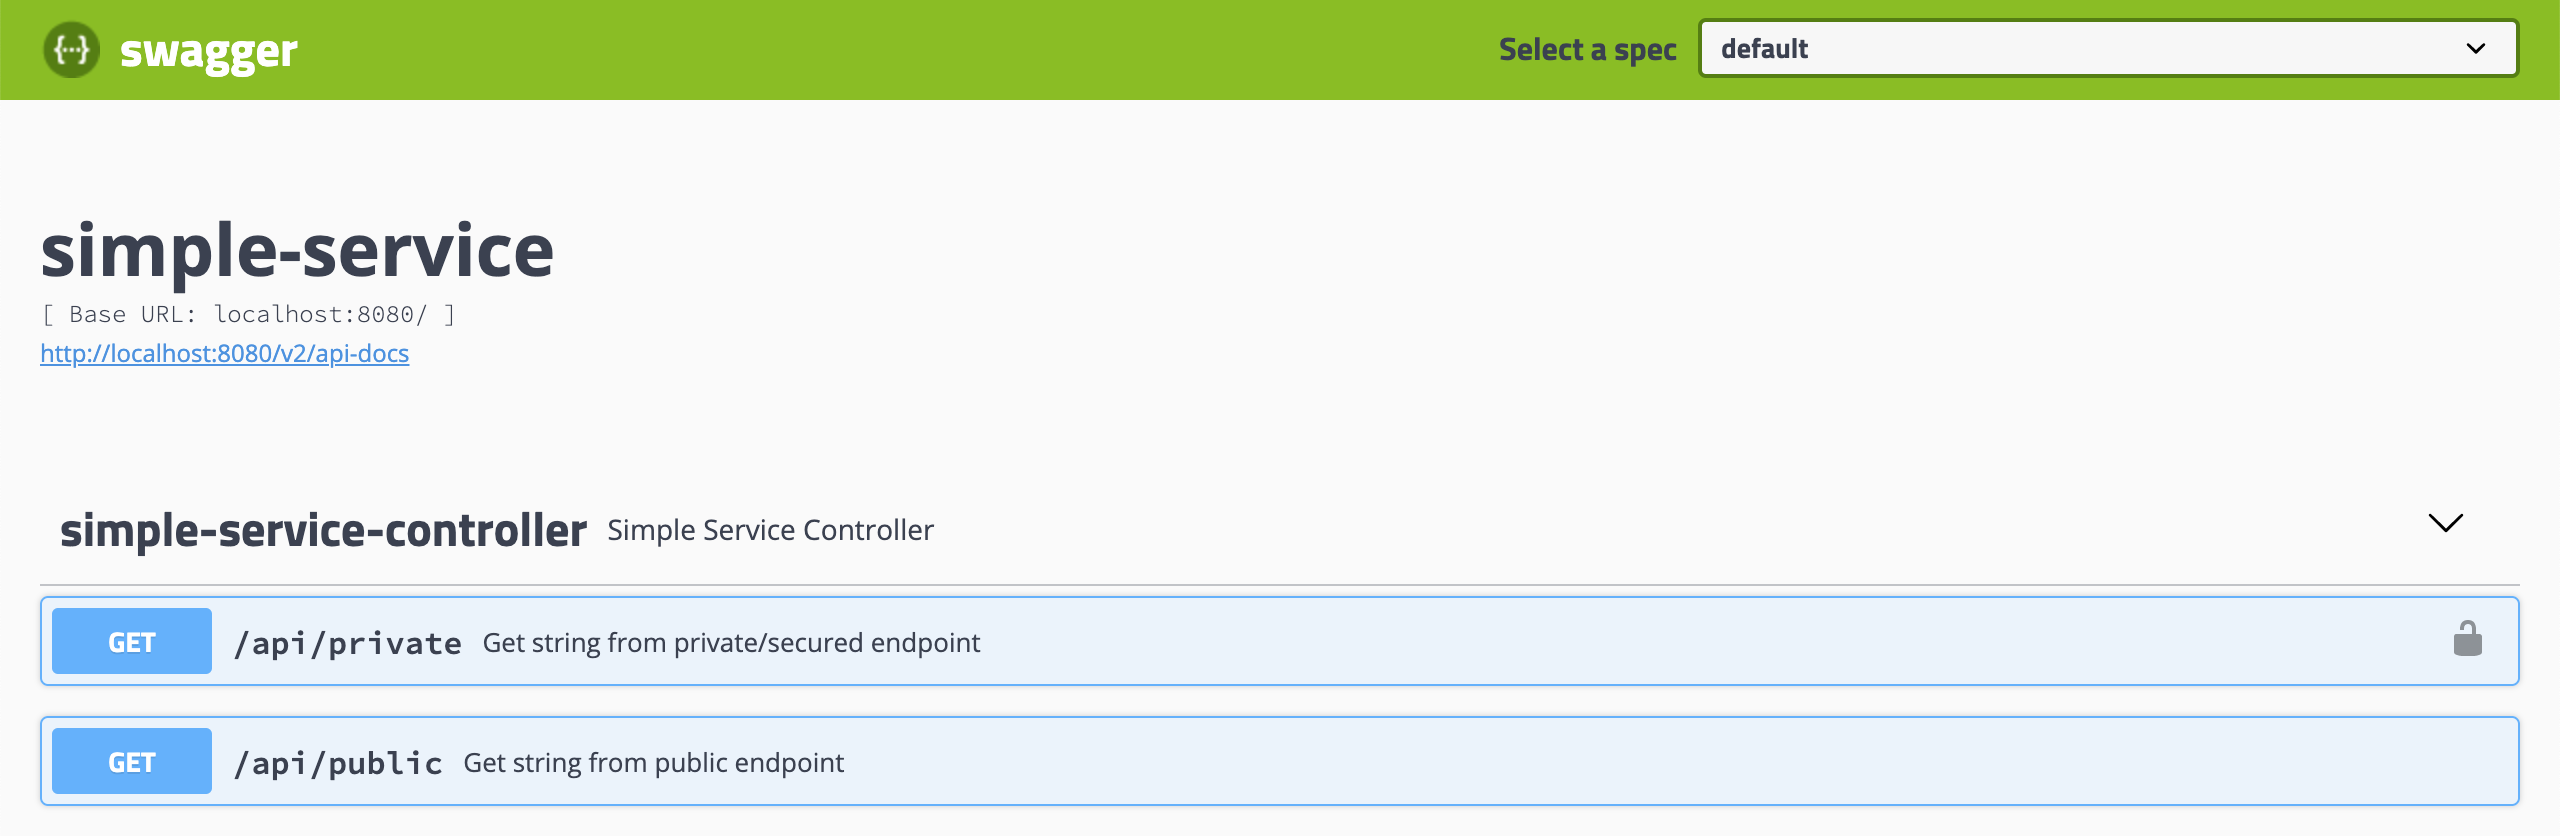 {···} swagger
Select a spec default
simple-service
[ Base URL: localhost:8080/ ]
http://localhost:8080/v2/api-docs
simple-service-controller Simple Service Controller
GET /api/private Get string from private/secured endpoint
GET /api/public Get string from public endpoint